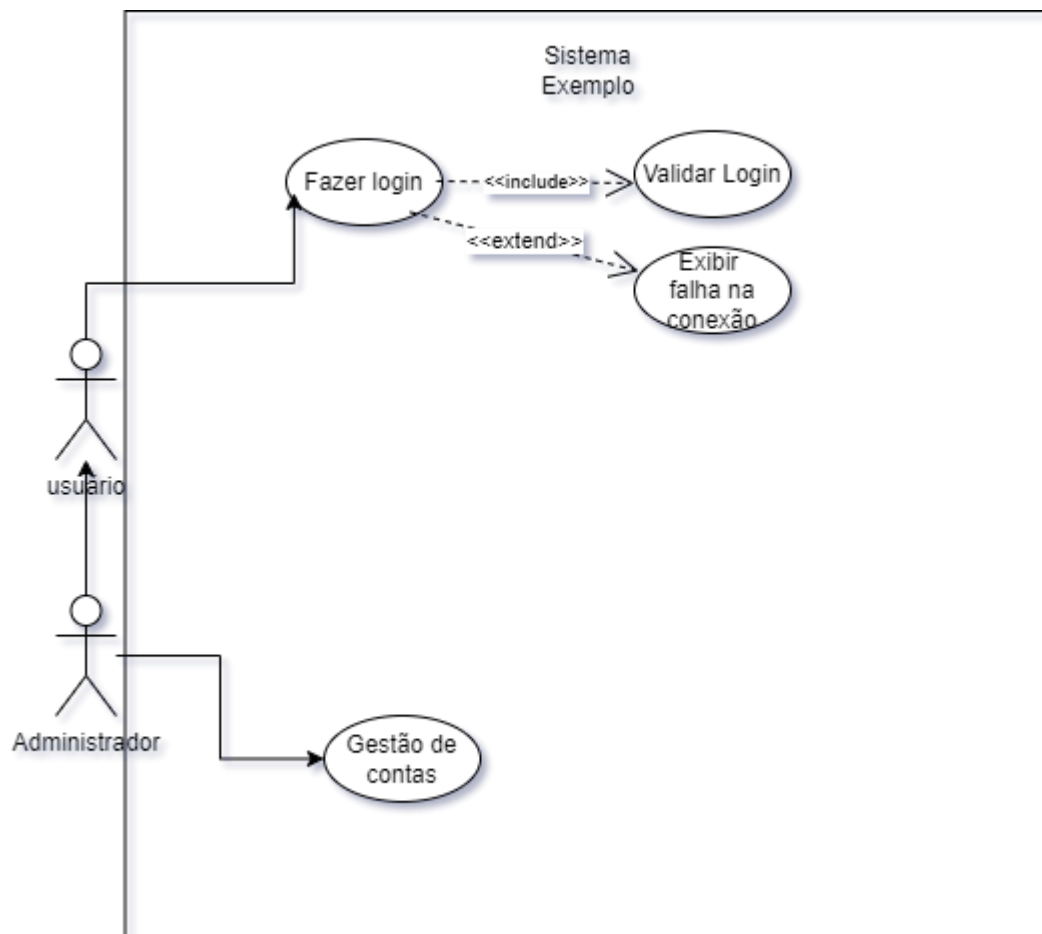 Sistema
Exemplo
Fazer login
<<include>>
Validar Login
<<extend>>
Exibir
falha na
conexão
usuário
Administrador
Gestão de
contas